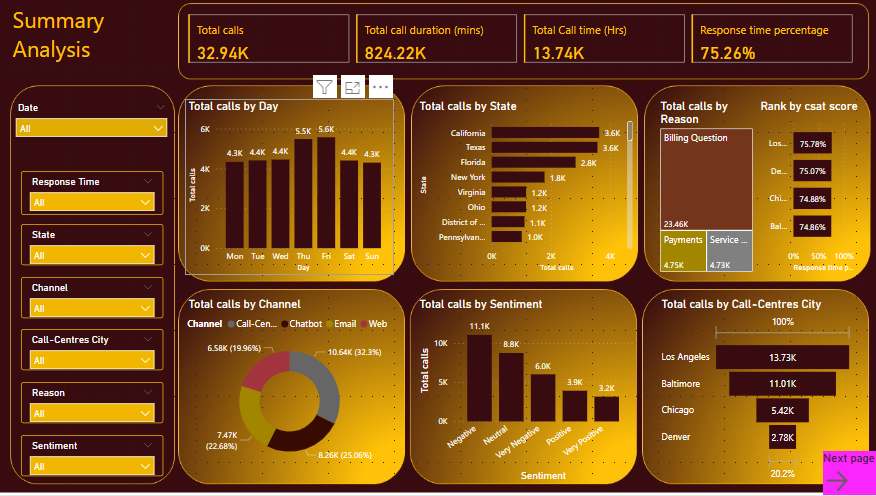 Summary
Analysis
Total calls
32.94K
Total call duration (mins)
824.22K
Total Call time (Hrs)
13.74K
Response time percentage
75.26%
Date
All
Response Time
All
State
All
Channel
All
Call-Centres City
All
Reason
All
Sentiment
All
Total calls by Day
Total calls
6K
4K
2K
0K
4.3K
4.4K
4.4K
5.5K
5.6K
4.4K
4.3K
Mon
Tue
Wed
Thu
Fri
Sat
Sun
Day
Total calls by State
State
California
3.6K
Texas
3.6K
Florida
2.8K
New York
1.8K
Virginia
1.2K
Ohio
1.2K
District of ...
1.1K
Pennsylvan...
1.0K
0K
2K
4K
Total calls
Total calls by
Reason
Billing Question
23.46K
Payments
4.75K
Service ...
4.73K
Rank by csat score
Los...
75.78%
De...
75.07%
Chi...
74.88%
Bal...
74.86%
0%
50%
100%
Response time p...
Total calls by Channel
Channel
Call-Cen...
Chatbot
Email
Web
6.58K (19.96%)
10.64K (32.3%)
7.47K
(22.68%)
8.26K (25.06%)
Total calls by Sentiment
Total calls
10K
5K
0K
11.1K
8.8K
6.0K
3.9K
3.2K
Negative
Neutral
Very Negative
Positive
Very Positive
Sentiment
Total calls by Call-Centres City
100%
Los Angeles
13.73K
Baltimore
11.01K
Chicago
5.42K
Denver
2.78K
20.2%
Next page